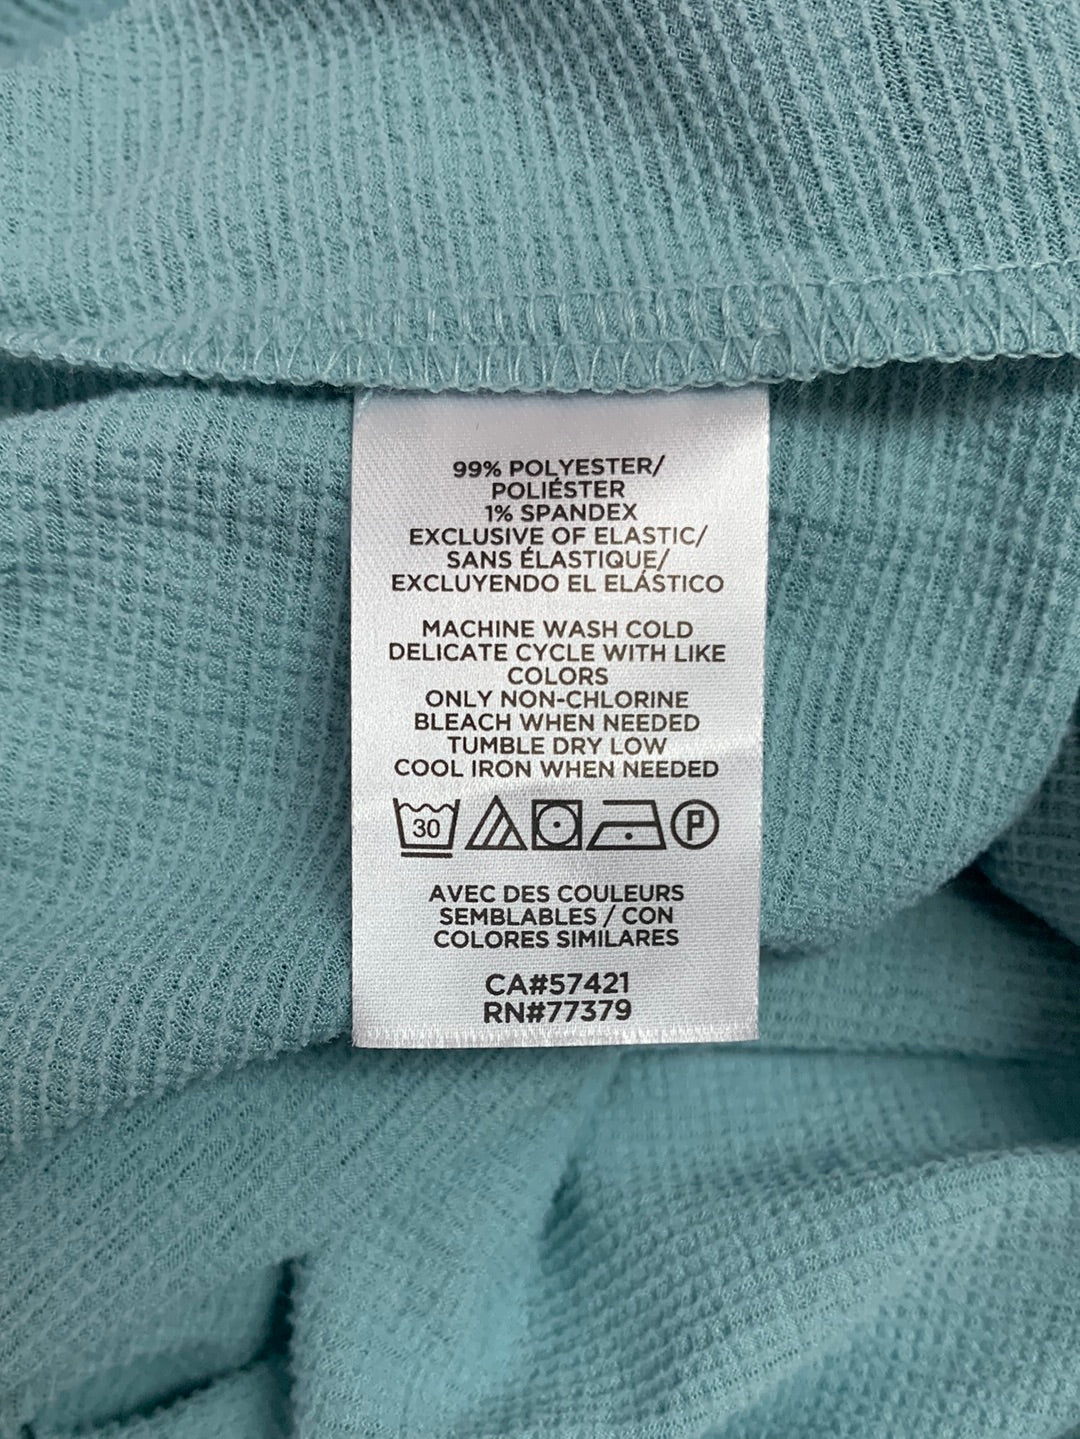 99% POLYESTER/
POLIÉSTER
1% SPANDEX
EXCLUSIVE OF ELASTIC/
SANS ÉLASTIQUE/
EXCLUYENDO EL ELÁSTICO
MACHINE WASH COLD
DELICATE CYCLE WITH LIKE
COLORS
ONLY NON-CHLORINE
BLEACH WHEN NEEDED
TUMBLE DRY LOW
COOL IRON WHEN NEEDED
30 P
AVEC DES COULEURS
SEMBLABLES / CON
COLORES SIMILARES
CA#57421
RN#77379